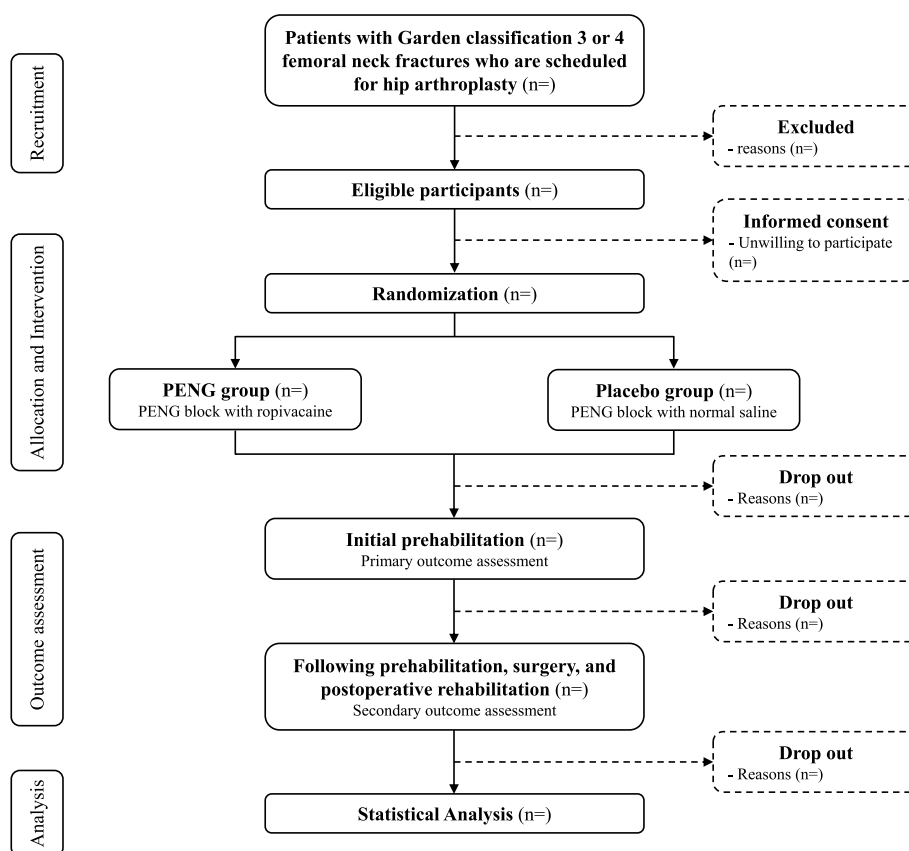 Recruitment
Patients with Garden classification 3 or 4
femoral neck fractures who are scheduled
for hip arthroplasty (n=)
Excluded
- reasons (n=)
Eligible participants (n=)
Allocation and Intervention
Informed consent
- Unwilling to participate
(n=)
Randomization (n=)
PENG group (n=)
PENG block with ropivacaine
Placebo group (n=)
PENG block with normal saline
Drop out
- Reasons (n=)
Outcome assessment
Initial prehabilitation (n=)
Primary outcome assessment
Drop out
- Reasons (n=)
Following prehabilitation, surgery, and
postoperative rehabilitation (n=)
Secondary outcome assessment
Drop out
- Reasons (n=)
Analysis
Statistical Analysis (n=)